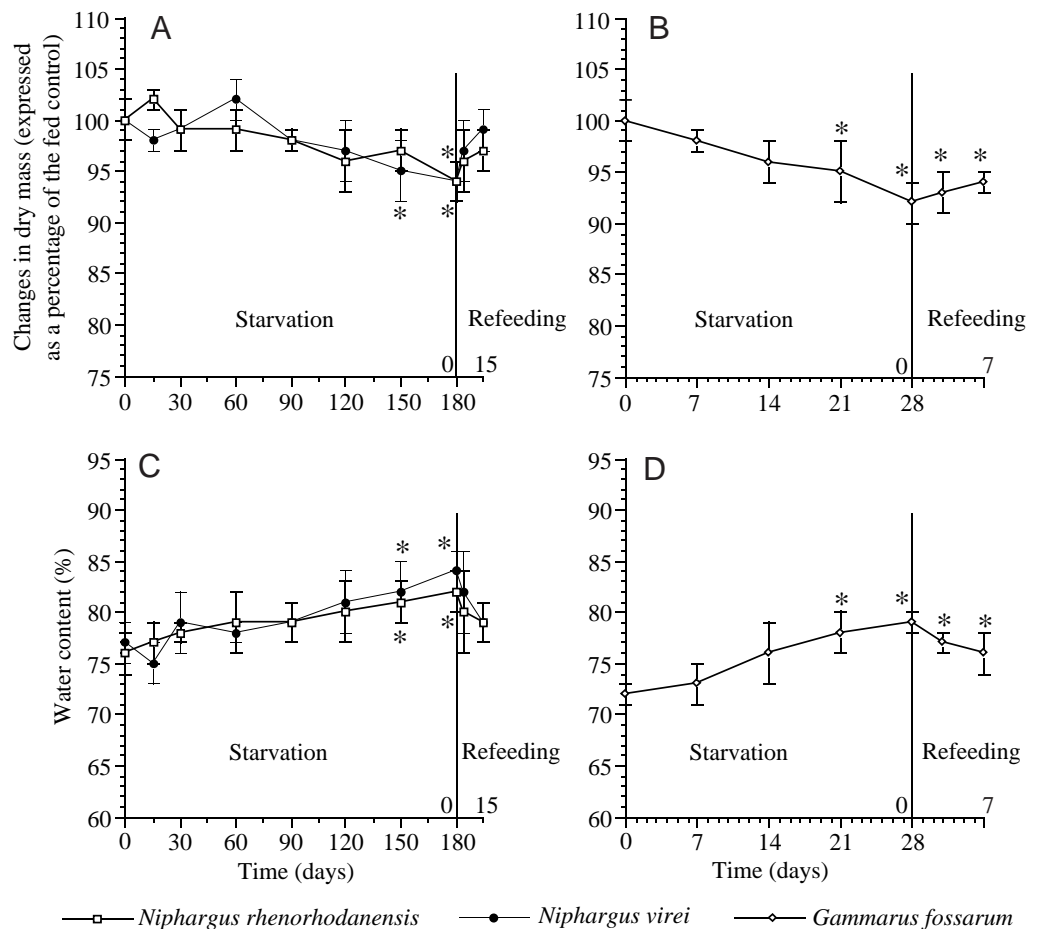 A
B
Changes in dry mass (expressed
as a percentage of the fed control)
110
105
100
95
90
85
80
75
* * *
Starvation
Refeeding
0 15
0 30 60 90 120 150 180
110
105
100
95
90
85
80
75
* * * *
Starvation
Refeeding
0 7
0 7 14 21 28
C
D
Water content (%)
95
90
85
80
75
70
65
60
* * * *
Starvation
Refeeding
0 15
0 30 60 90 120 150 180
Time (days)
95
90
85
80
75
70
65
60
* * * *
Starvation
Refeeding
0 7
0 7 14 21 28
Time (days)
Niphargus rhenorhodanensis Niphargus virei Gammarus fossarum